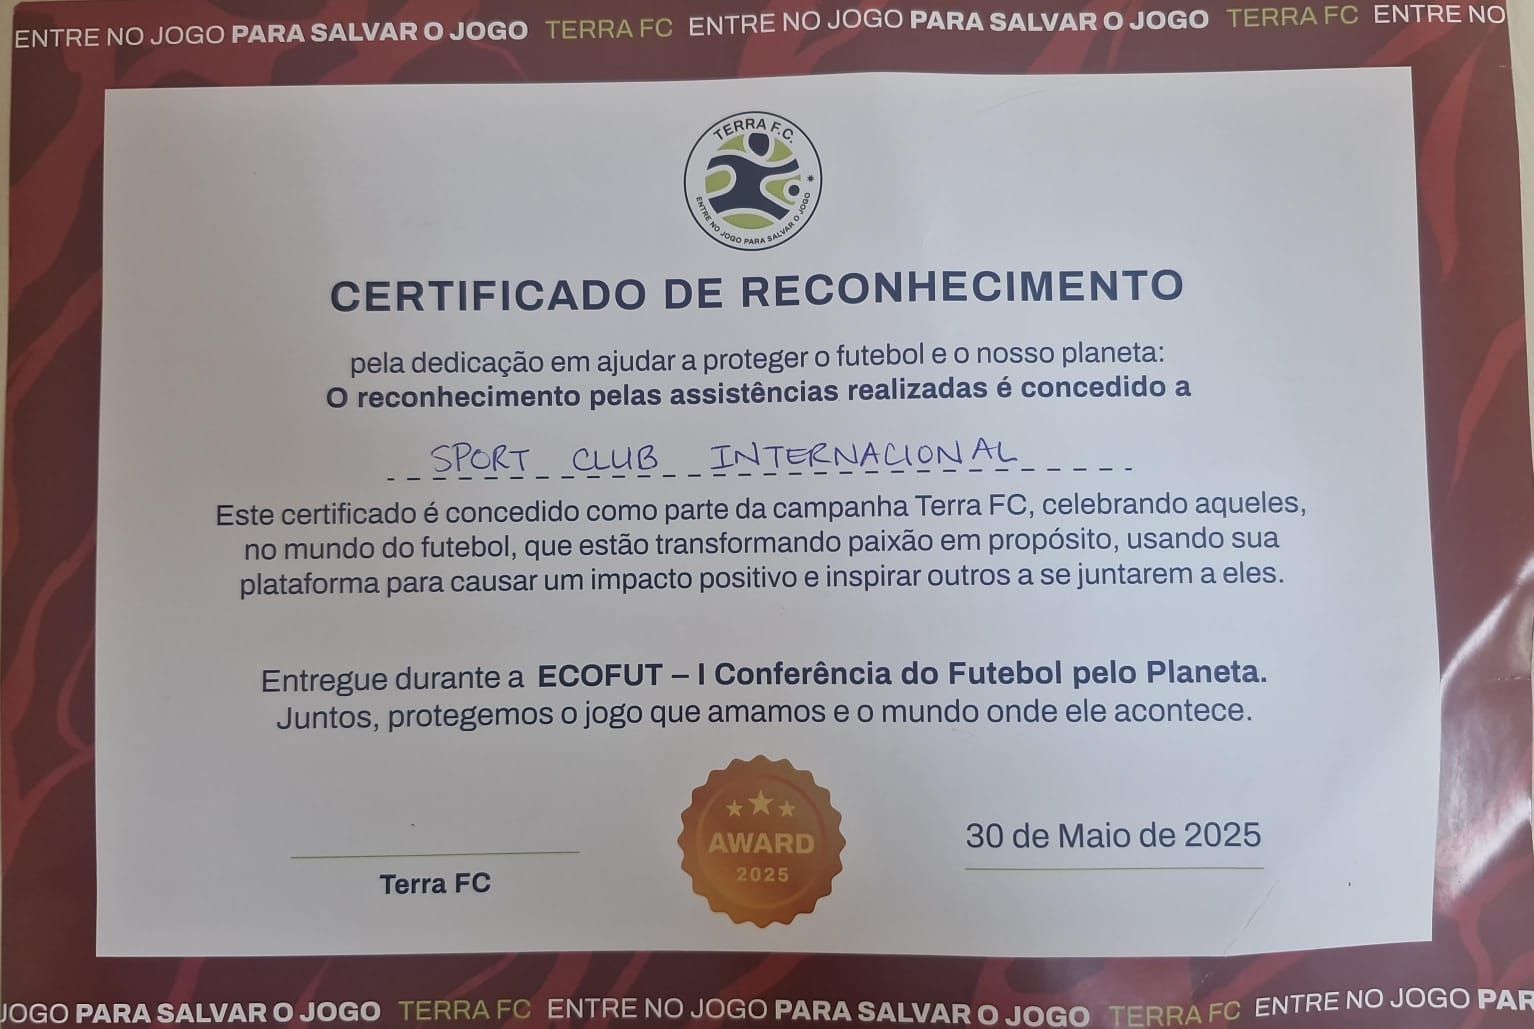 ENTRE NO JOGO PARA SALVAR O JOGO TERRA FC ENTRE NO JOGO PARA SALVAR O JOGO TERRA FC ENTRE NO
TERRA F.C.
ENTRE NO JOGO PARA SALVAR O JOGO
CERTIFICADO DE RECONHECIMENTO
pela dedicação em ajudar a proteger o futebol e o nosso planeta:
O reconhecimento pelas assistências realizadas é concedido a
SPORT CLUB INTERNACIONAL
Este certificado é concedido como parte da campanha Terra FC, celebrando aqueles,
no mundo do futebol, que estão transformando paixão em propósito, usando sua
plataforma para causar um impacto positivo e inspirar outros a se juntarem a eles.
Entregue durante a ECOFUT – I Conferência do Futebol pelo Planeta.
Juntos, protegemos o jogo que amamos e o mundo onde ele acontece.
AWARD
2025
30 de Maio de 2025
Terra FC
JOGO PARA SALVAR O JOGO TERRA FC ENTRE NO JOGO PARA SALVAR O JOGO TERRA FC ENTRE NO JOGO PAR